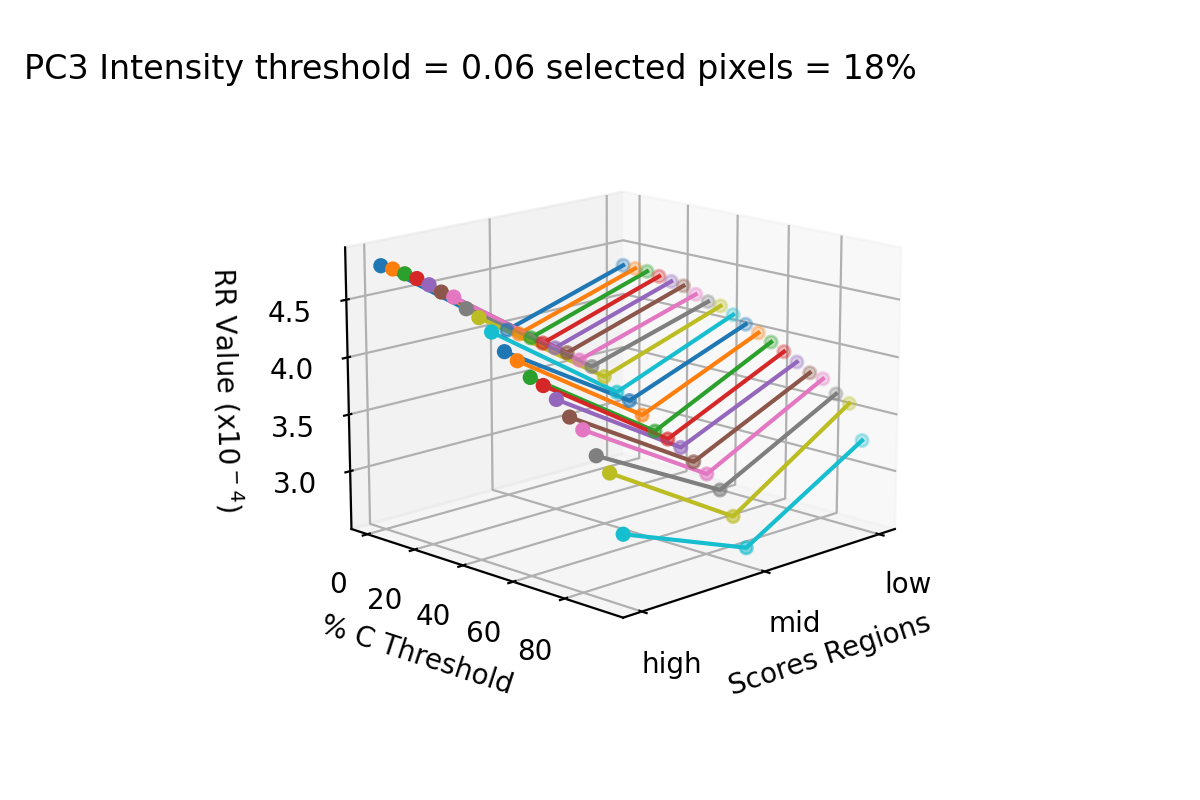 PC3 Intensity threshold = 0.06 selected pixels = 18%
RR Value (x10⁻⁴)
4.5
4.0
3.5
3.0
0
20
40
60
80
% C Threshold
high
mid
low
Scores Regions